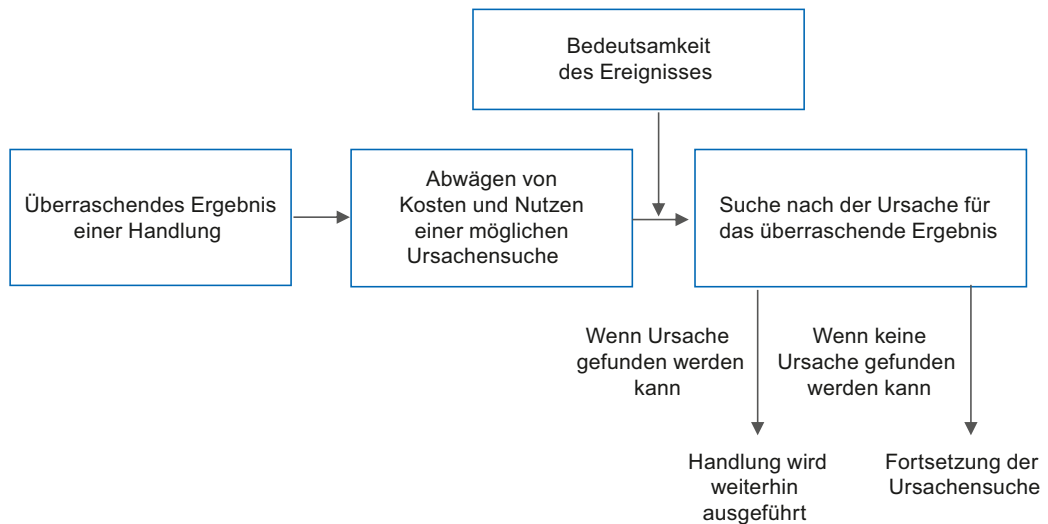 Bedeutsamkeit
des Ereignisses
Überraschendes Ergebnis
einer Handlung
Abwägen von
Kosten und Nutzen
einer möglichen
Ursachensuche
Suche nach der Ursache für
das überraschende Ergebnis
Wenn Ursache
gefunden werden
kann
Wenn keine
Ursache gefunden
werden kann
Handlung wird
weiterhin
ausgeführt
Fortsetzung der
Ursachensuche